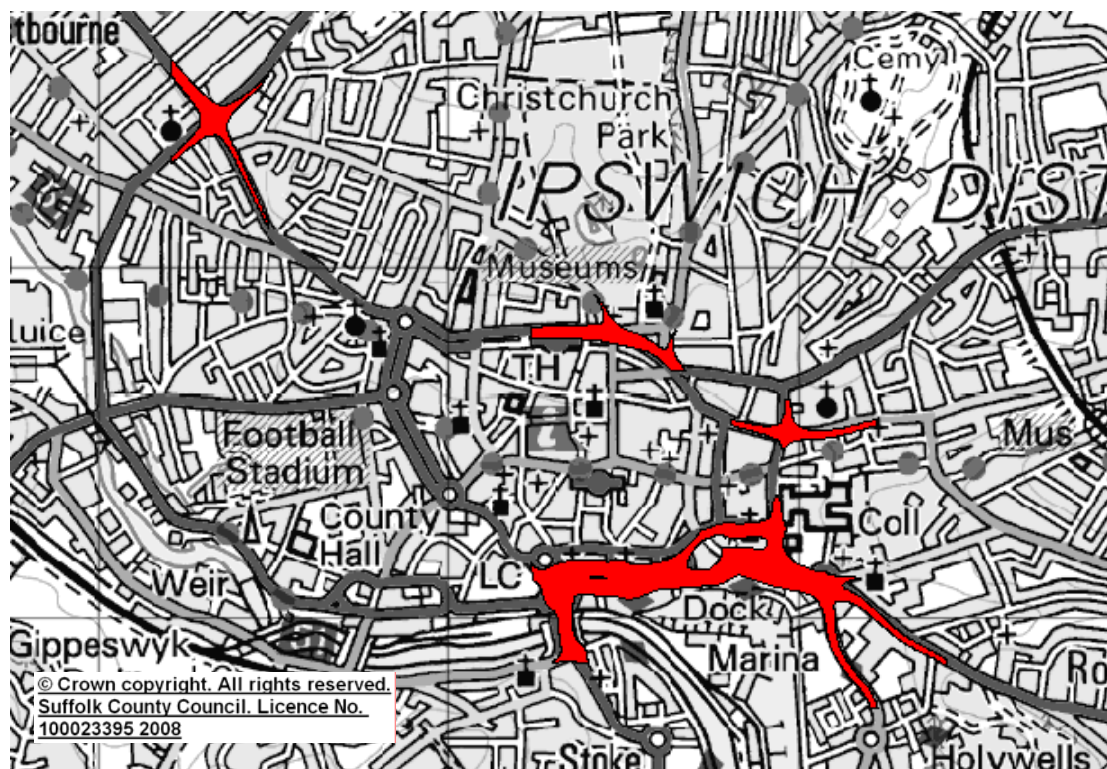 tbourne
Cemy
Christchurch
Park
IPSWICH DIST
Museums
luice
TH
Football
Stadium
Mus
County
Hall
Coll
LC
Weir
Dock
Gippeswyk
Marina
Ro
© Crown copyright. All rights reserved.
Suffolk County Council. Licence No.
100023395 2008
Stoke
Holywells